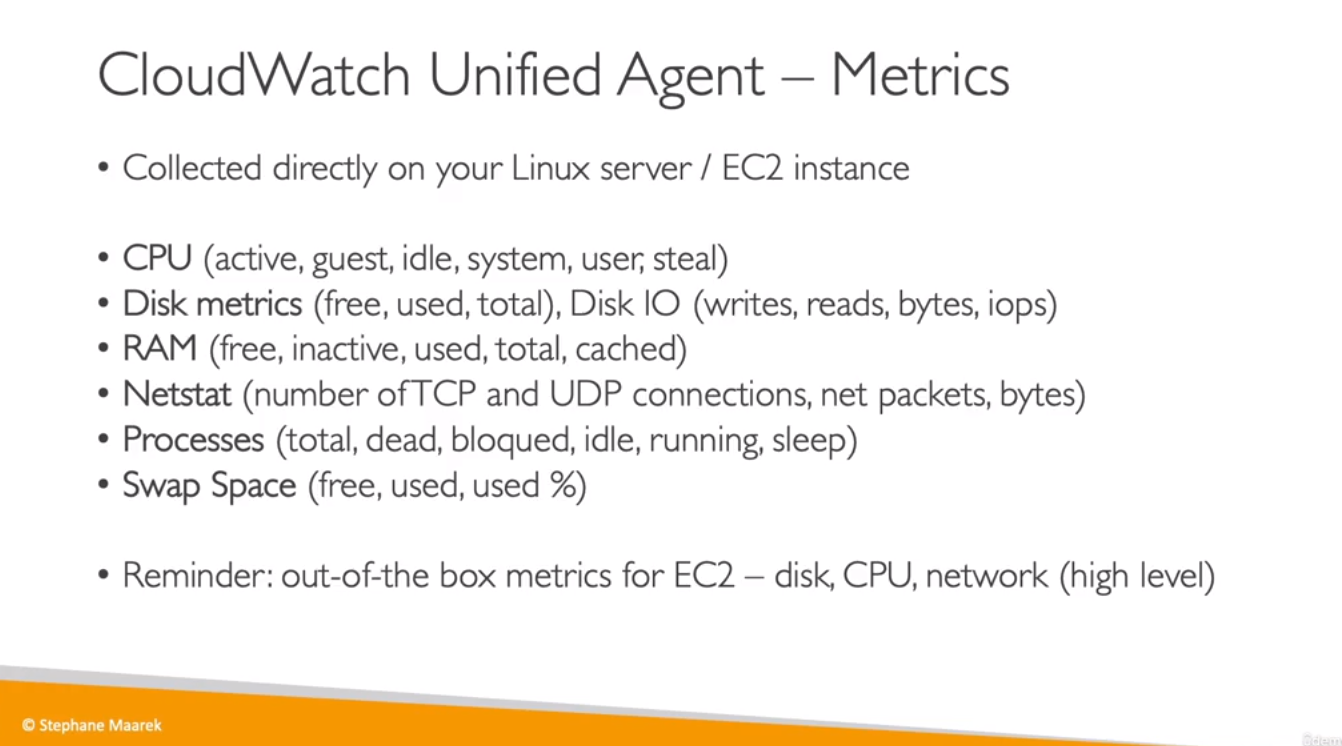 CloudWatch Unified Agent – Metrics
• Collected directly on your Linux server / EC2 instance
• CPU (active, guest, idle, system, user, steal)
• Disk metrics (free, used, total), Disk IO (writes, reads, bytes, iops)
• RAM (free, inactive, used, total, cached)
• Netstat (number of TCP and UDP connections, net packets, bytes)
• Processes (total, dead, bloqued, idle, running, sleep)
• Swap Space (free, used, used %)
• Reminder: out-of-the box metrics for EC2 – disk, CPU, network (high level)
© Stephane Maarek